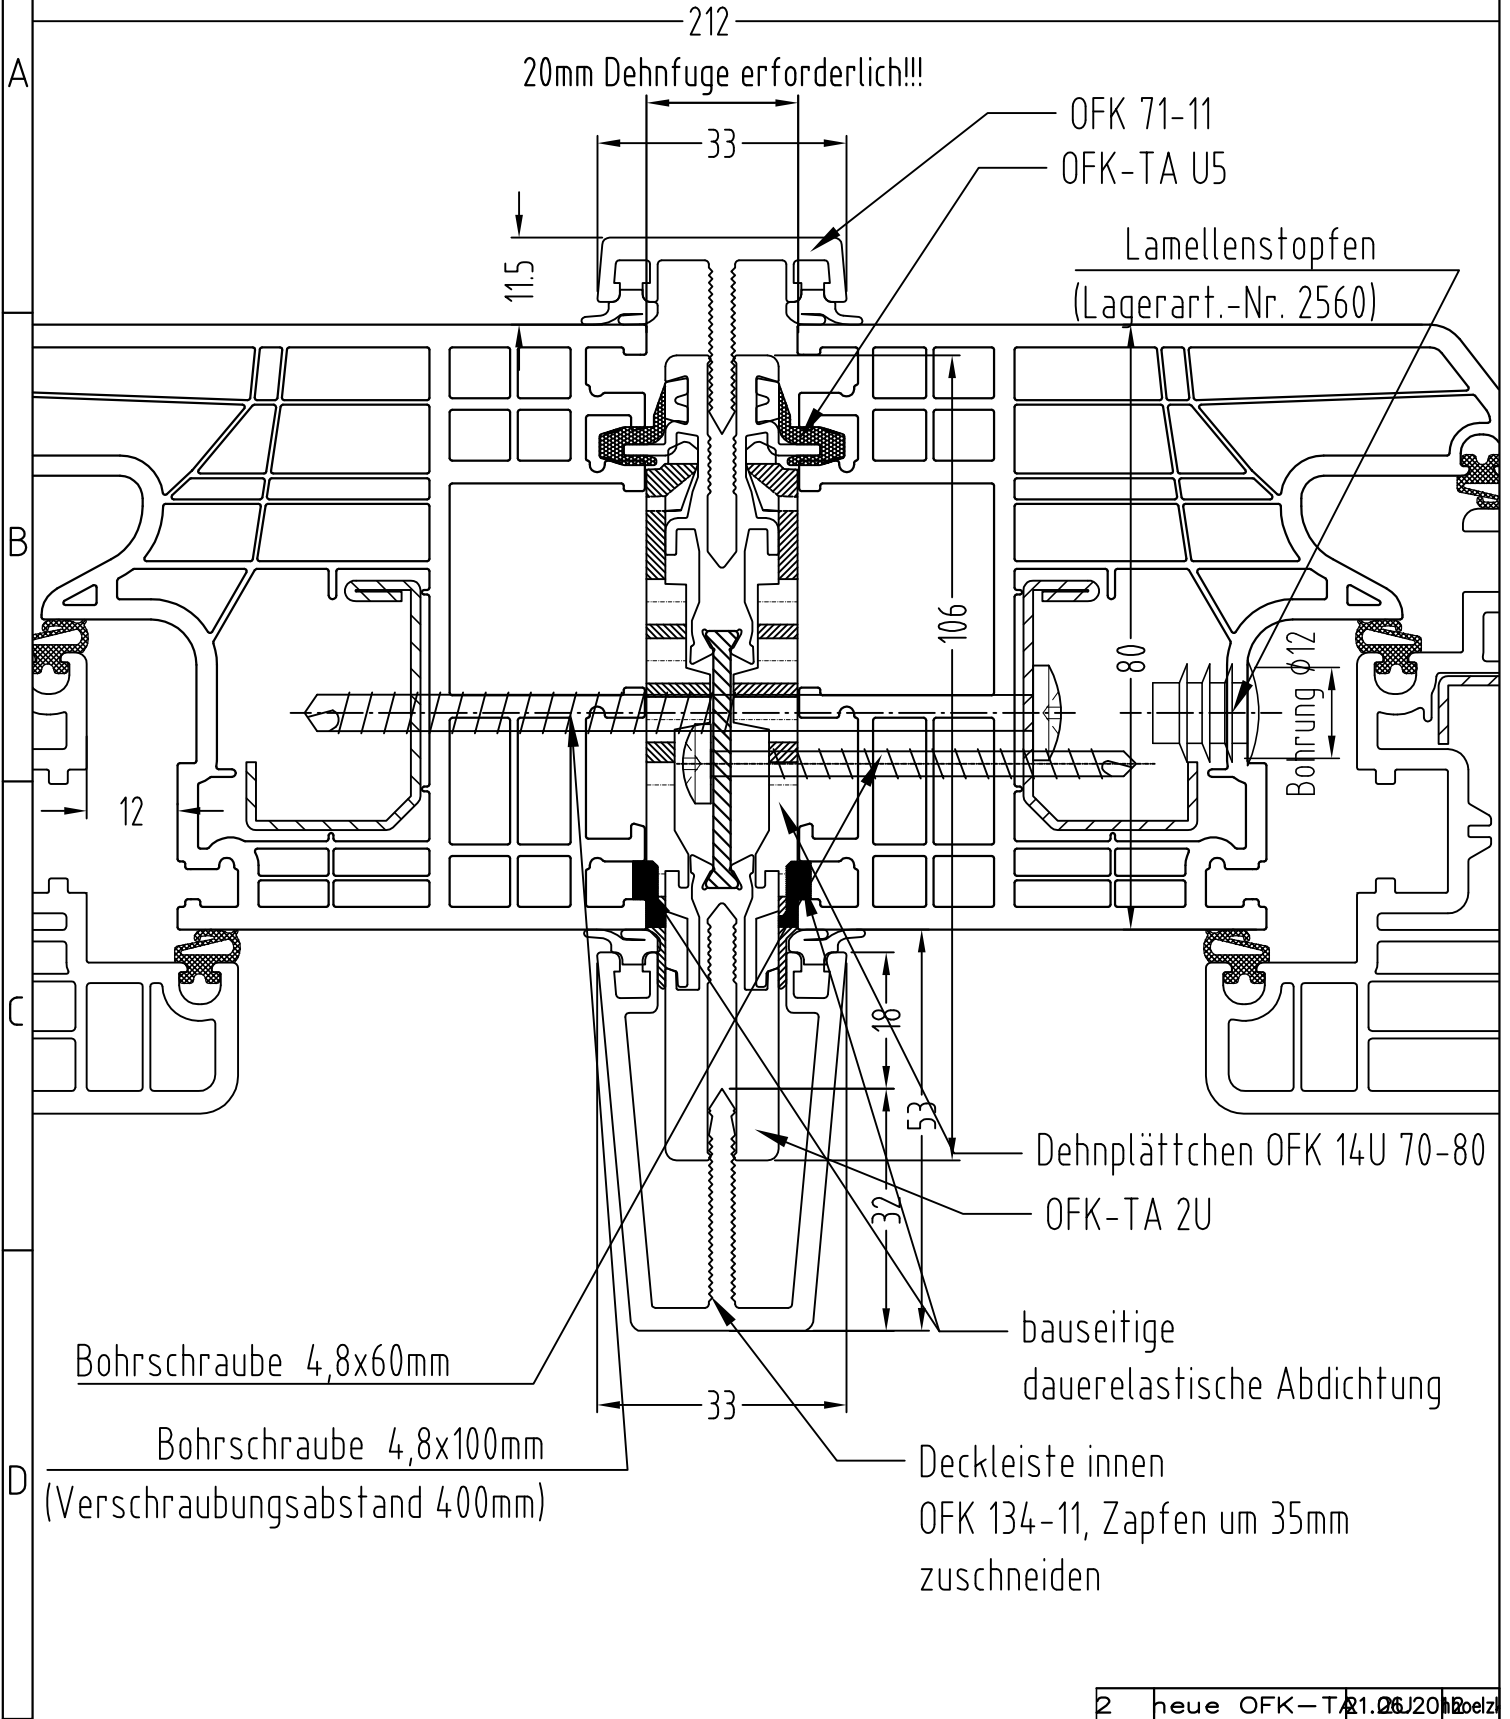 212
20mm Dehnfuge erforderlich!!!
A
OFK 71-11
33
OFK-TA U5
Lamellenstopfen
11.5
(Lagerart.-Nr. 2560)
B
106
80
Bohrung ⌀12
12
18
C
53
Dehnplättchen OFK 14U 70-80
32
OFK-TA 2U
bauseitige
Bohrschraube 4,8x60mm
dauerelastische Abdichtung
33
Bohrschraube 4,8x100mm
Deckleiste innen
D
(Verschraubungsabstand 400mm)
OFK 134-11, Zapfen um 35mm
zuschneiden
2 neue OFK-TA